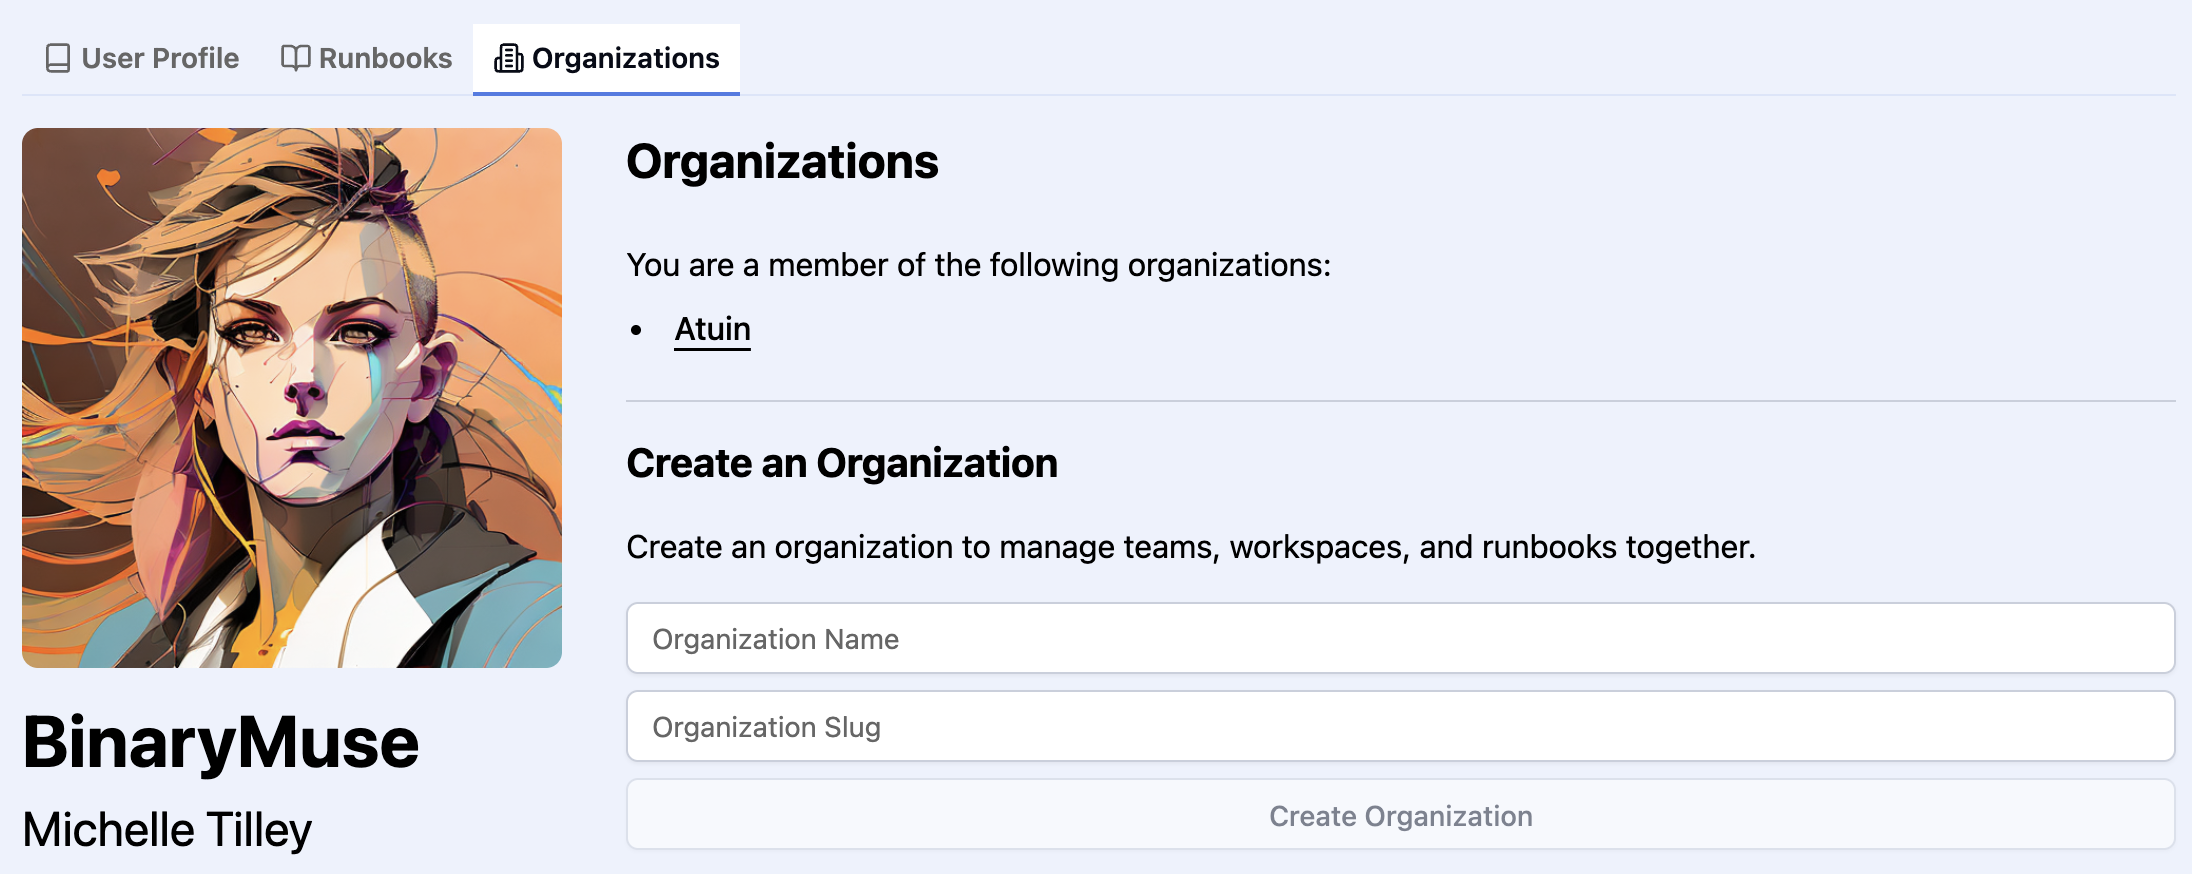 User Profile
Runbooks
Organizations
Organizations
You are a member of the following organizations:
Atuin
Create an Organization
Create an organization to manage teams, workspaces, and runbooks together.
Organization Name
Organization Slug
Create Organization
BinaryMuse
Michelle Tilley